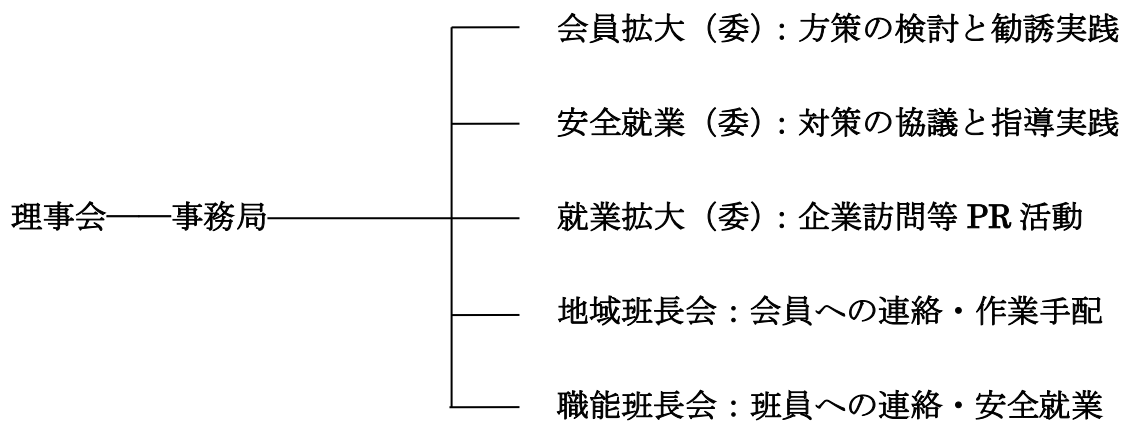 会員拡大（委）：方策の検討と勧誘実践
安全就業（委）：対策の協議と指導実践
理事会――事務局
就業拡大（委）：企業訪問等 PR 活動
地域班長会：会員への連絡・作業手配
職能班長会：班員への連絡・安全就業